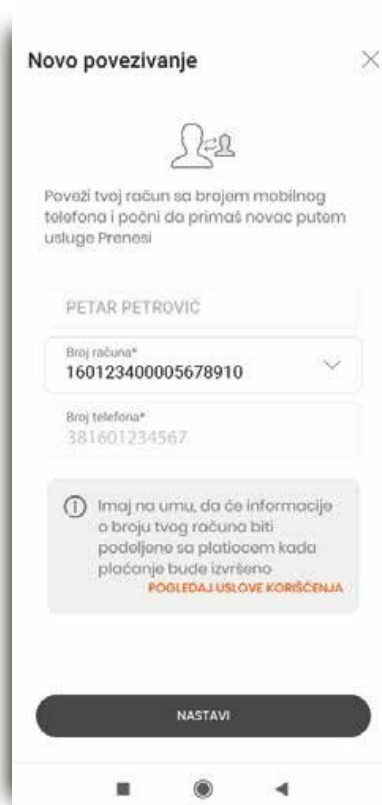 Novo povezivanje
Poveži tvoj račun sa brojem mobilnog
telefona i počni da primaš novac putem
usluge Prenesi
PETAR PETROVIĆ
Broj računa*
160123400005678910
Broj telefona*
381601234567
Imaj na umu, da će informacije
o broju tvog računa biti
podeljene sa platiocem kada
plaćanje bude izvršeno
POGLEDAJ USLOVE KORIŠĆENJA
NASTAVI